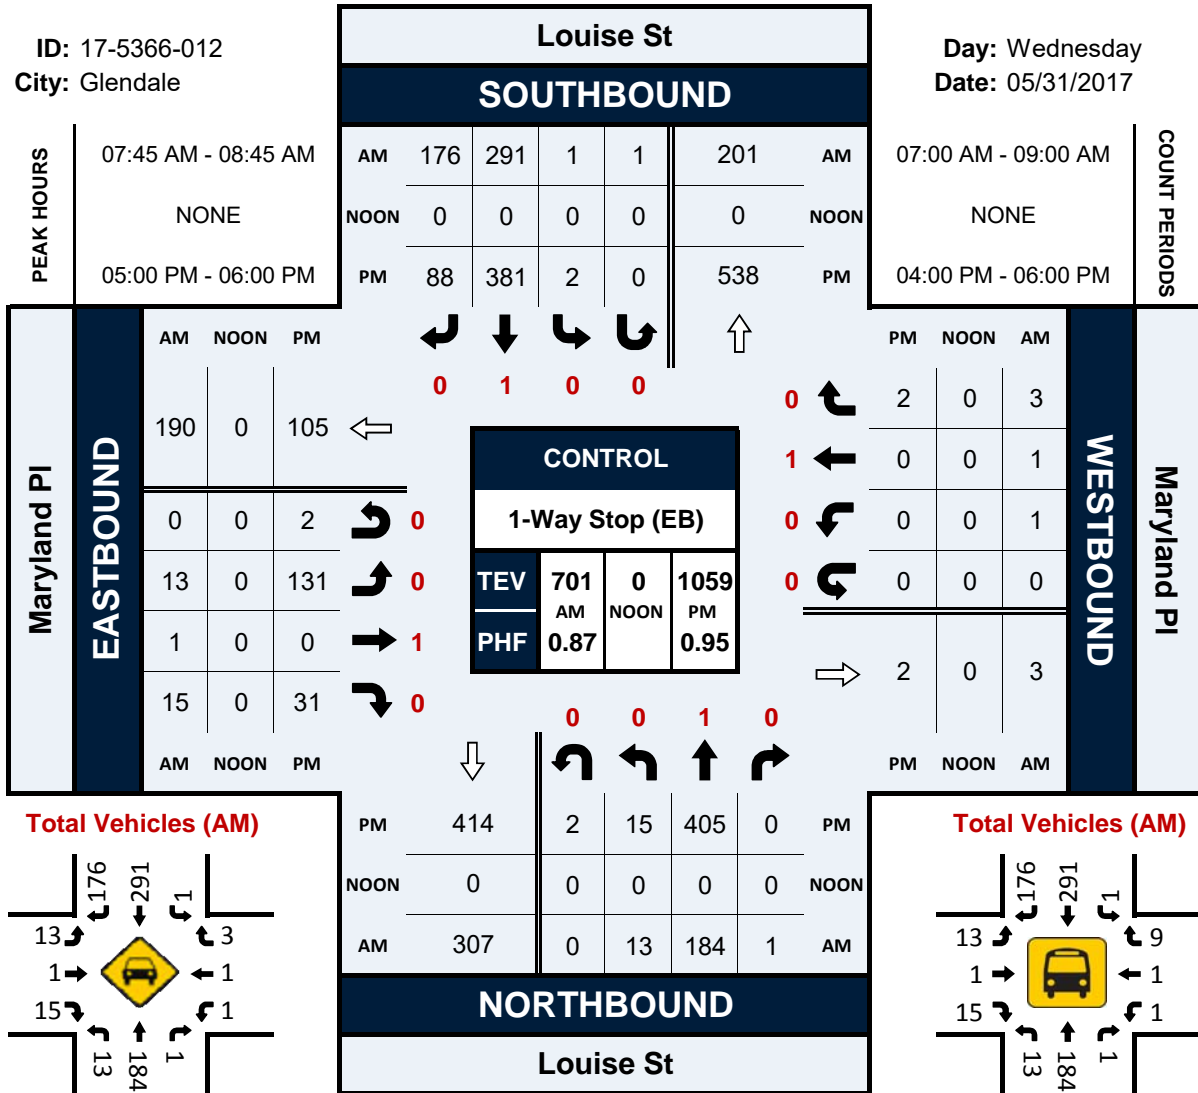 ID: 17-5366-012
City: Glendale
Louise St
SOUTHBOUND
Day: Wednesday
Date: 05/31/2017
PEAK HOURS
07:45 AM - 08:45 AM
NONE
05:00 PM - 06:00 PM
AM 176 291 1 1 201 AM
NOON 0 0 0 0 0 NOON
PM 88 381 2 0 538 PM
07:00 AM - 09:00 AM
NONE
04:00 PM - 06:00 PM
COUNT PERIODS
0 1 0 0
Maryland Pl
EASTBOUND
AM NOON PM
190 0 105
0 0 2 0
13 0 131 0
1 0 0 1
15 0 31 0
AM NOON PM
CONTROL
1-Way Stop (EB)
TEV 701 0 1059
AM NOON PM
PHF 0.87 0.95
PM NOON AM
0 2 0 3
1 0 0 1
0 0 0 1
0 0 0 0
2 0 3
PM NOON AM
WESTBOUND
Maryland Pl
0 0 1 0
PM 414 2 15 405 0 PM
NOON 0 0 0 0 0 NOON
AM 307 0 13 184 1 AM
NORTHBOUND
Louise St
Total Vehicles (AM)
176 291 1
13 3
1 1
15 1
13 184 1
Total Vehicles (AM)
176 291 1
13 9
1 1
15 1
13 184 1